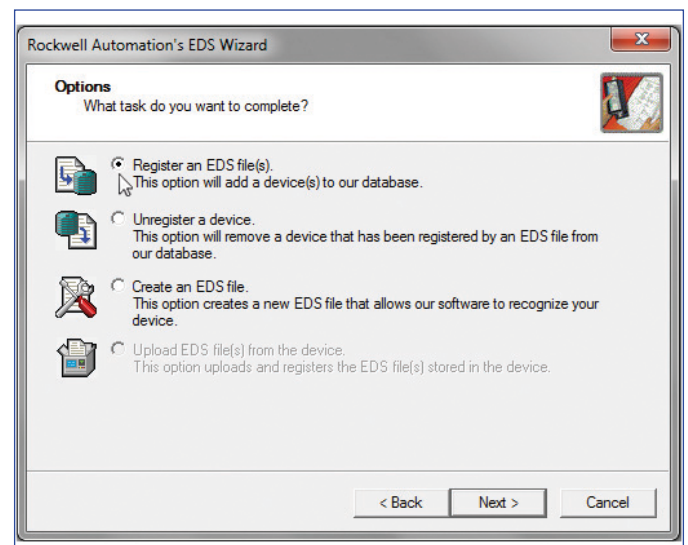 Rockwell Automation's EDS Wizard
Options
What task do you want to complete?
Register an EDS file(s).
This option will add a device(s) to our database.
Unregister a device.
This option will remove a device that has been registered by an EDS file from
our database.
Create an EDS file.
This option creates a new EDS file that allows our software to recognize your
device.
Upload EDS file(s) from the device.
This option uploads and registers the EDS file(s) stored in the device.
< Back Next > Cancel